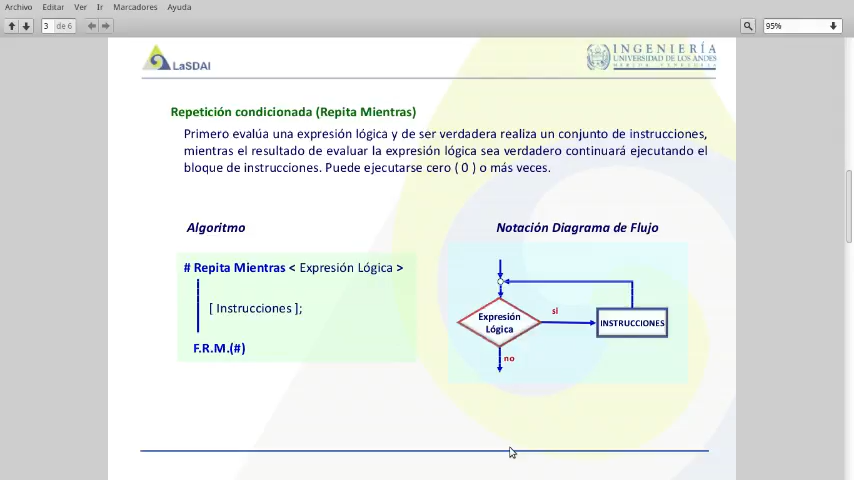 Archivo Editar Ver Ir Marcadores Ayuda
3 de 6 95%
LaSDAI
INGENIERÍA
UNIVERSIDAD DE LOS ANDES
MÉRIDA VENEZUELA
Repetición condicionada (Repita Mientras)
Primero evalúa una expresión lógica y de ser verdadera realiza un conjunto de instrucciones,
mientras el resultado de evaluar la expresión lógica sea verdadero continuará ejecutando el
bloque de instrucciones. Puede ejecutarse cero ( 0 ) o más veces.
Algoritmo
Notación Diagrama de Flujo
# Repita Mientras < Expresión Lógica >
[ Instrucciones ];
F.R.M.(#)
Expresión
Lógica
si
INSTRUCCIONES
no